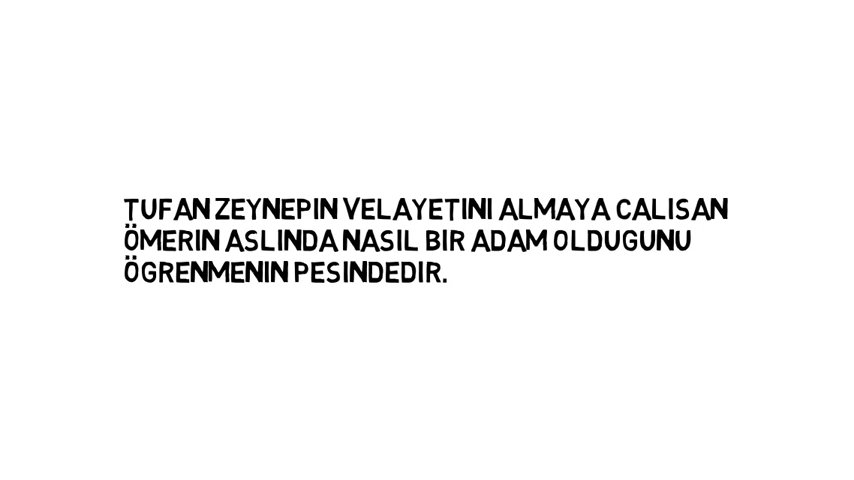 TUFAN ZEYNEPIN VELAYETINI ALMAYA CALISAN
ÖMERIN ASLINDA NASIL BIR ADAM OLDUGUNU
ÖGRENMENIN PESINDEDIR.